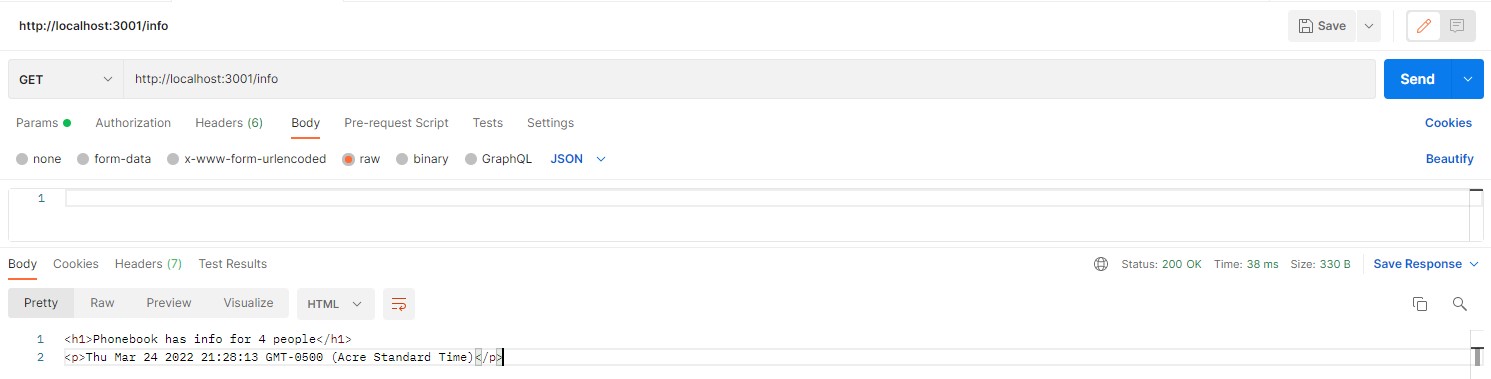 http://localhost:3001/info
Save
GET http://localhost:3001/info Send
Params Authorization Headers (6) Body Pre-request Script Tests Settings Cookies
none form-data x-www-form-urlencoded raw binary GraphQL JSON Beautify
1
Body Cookies Headers (7) Test Results Status: 200 OK Time: 38 ms Size: 330 B Save Response
Pretty Raw Preview Visualize HTML
1 <h1>Phonebook has info for 4 people</h1>
2 <p>Thu Mar 24 2022 21:28:13 GMT-0500 (Acre Standard Time)</p>